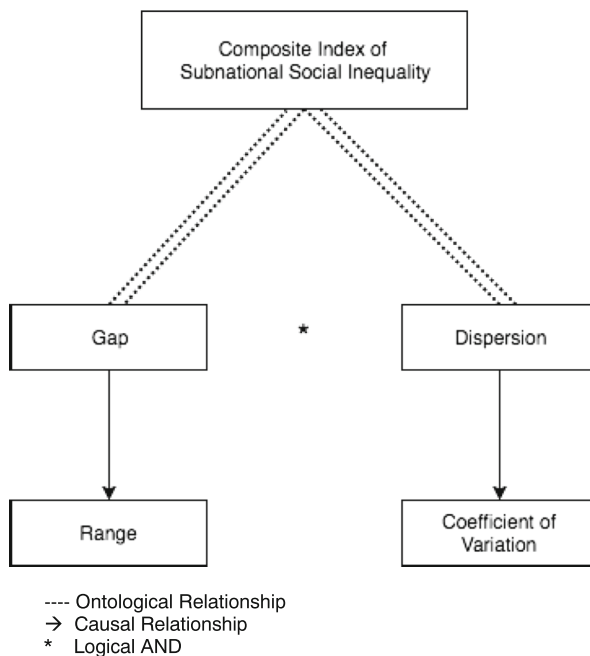 Composite Index of
Subnational Social Inequality
Gap
*
Dispersion
Range
Coefficient of
Variation
---- Ontological Relationship
→ Causal Relationship
* Logical AND